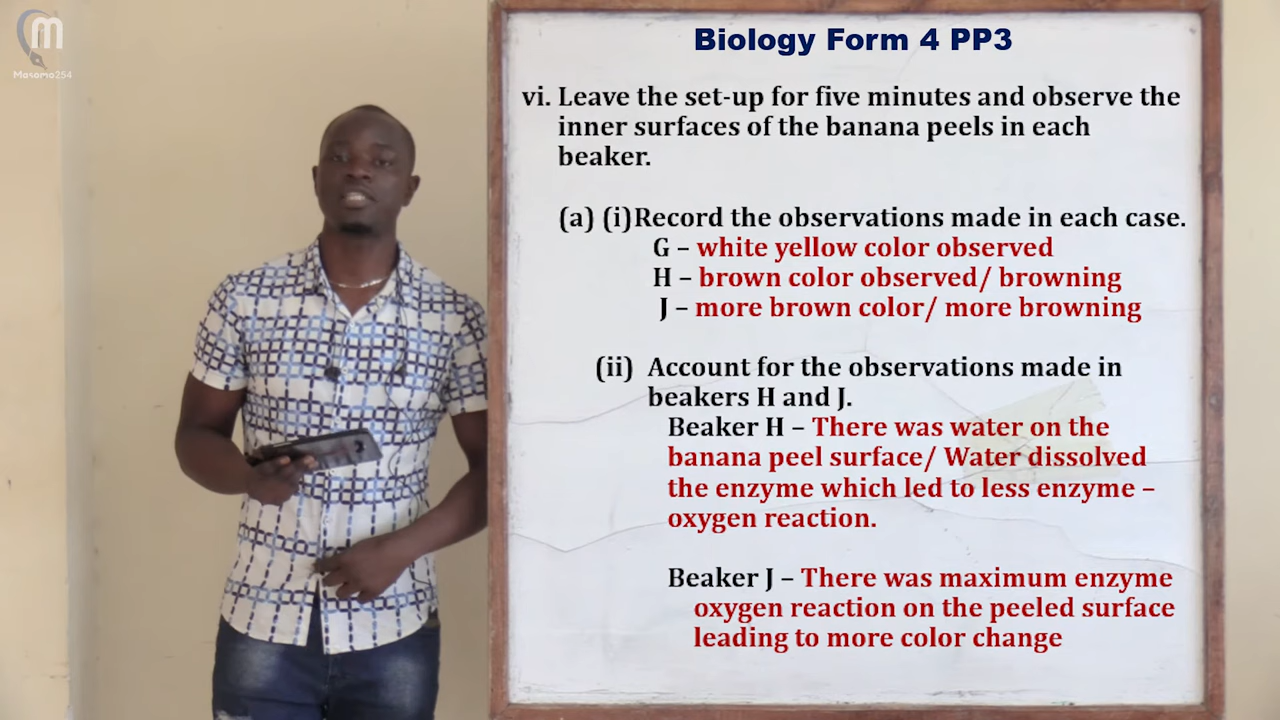 m
Masomo254
Biology Form 4 PP3
vi. Leave the set-up for five minutes and observe the
inner surfaces of the banana peels in each
beaker.
(a) (i)Record the observations made in each case.
G – white yellow color observed
H – brown color observed/ browning
J – more brown color/ more browning
(ii) Account for the observations made in
beakers H and J.
Beaker H – There was water on the
banana peel surface/ Water dissolved
the enzyme which led to less enzyme –
oxygen reaction.
Beaker J – There was maximum enzyme
oxygen reaction on the peeled surface
leading to more color change